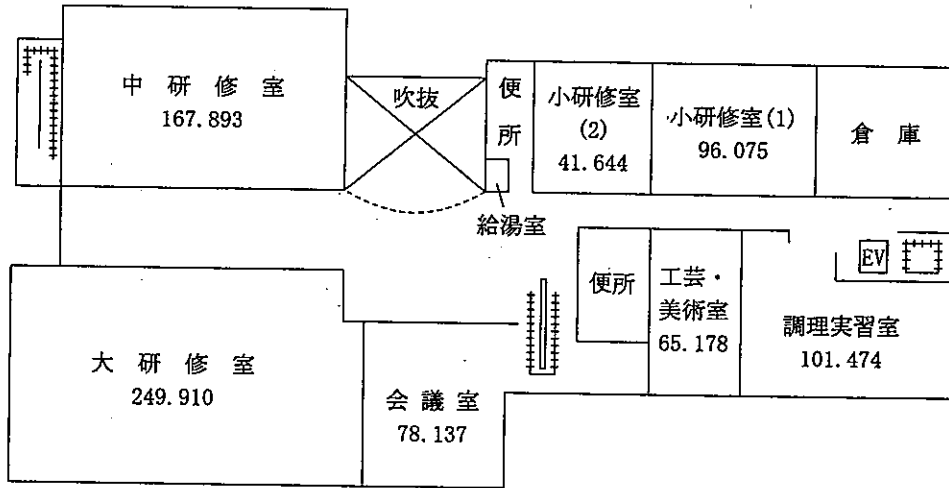 中研修室
167.893
吹抜
便所
小研修室
(2)
41.644
小研修室(1)
96.075
倉庫
給湯室
便所
工芸・
美術室
65.178
EV
調理実習室
101.474
大研修室
249.910
会議室
78.137